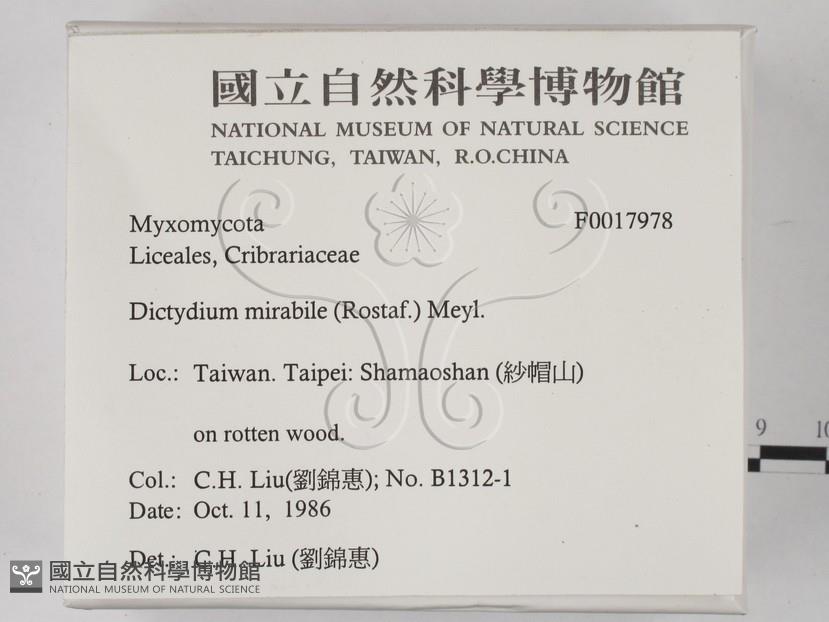 國立自然科學博物館
NATIONAL MUSEUM OF NATURAL SCIENCE
TAICHUNG, TAIWAN, R.O.CHINA
Myxomycota F0017978
Liceales, Cribrariaceae
Dictydium mirabile (Rostaf.) Meyl.
Loc.: Taiwan. Taipei: Shamaoshan (紗帽山)
on rotten wood.
9 10
Col.: C.H. Liu(劉錦惠); No. B1312-1
Date: Oct. 11, 1986
Det.: C.H. Liu (劉錦惠)
國立自然科學博物館
NATIONAL MUSEUM OF NATURAL SCIENCE